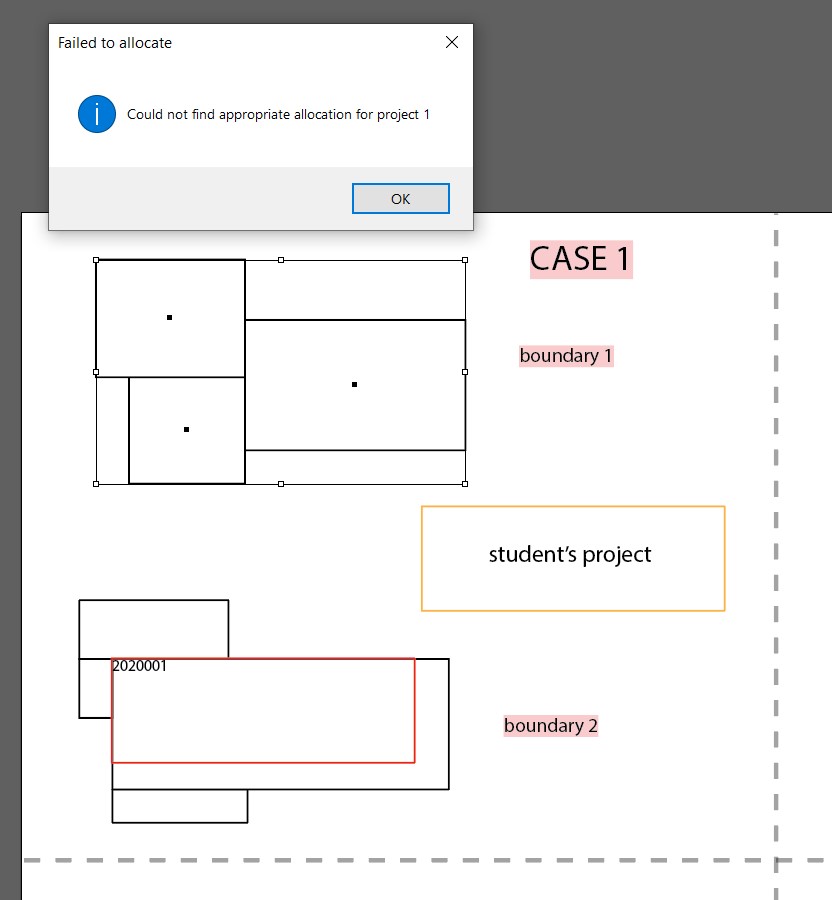 Failed to allocate
Could not find appropriate allocation for project 1
OK
CASE 1
boundary 1
student's project
2020001
boundary 2